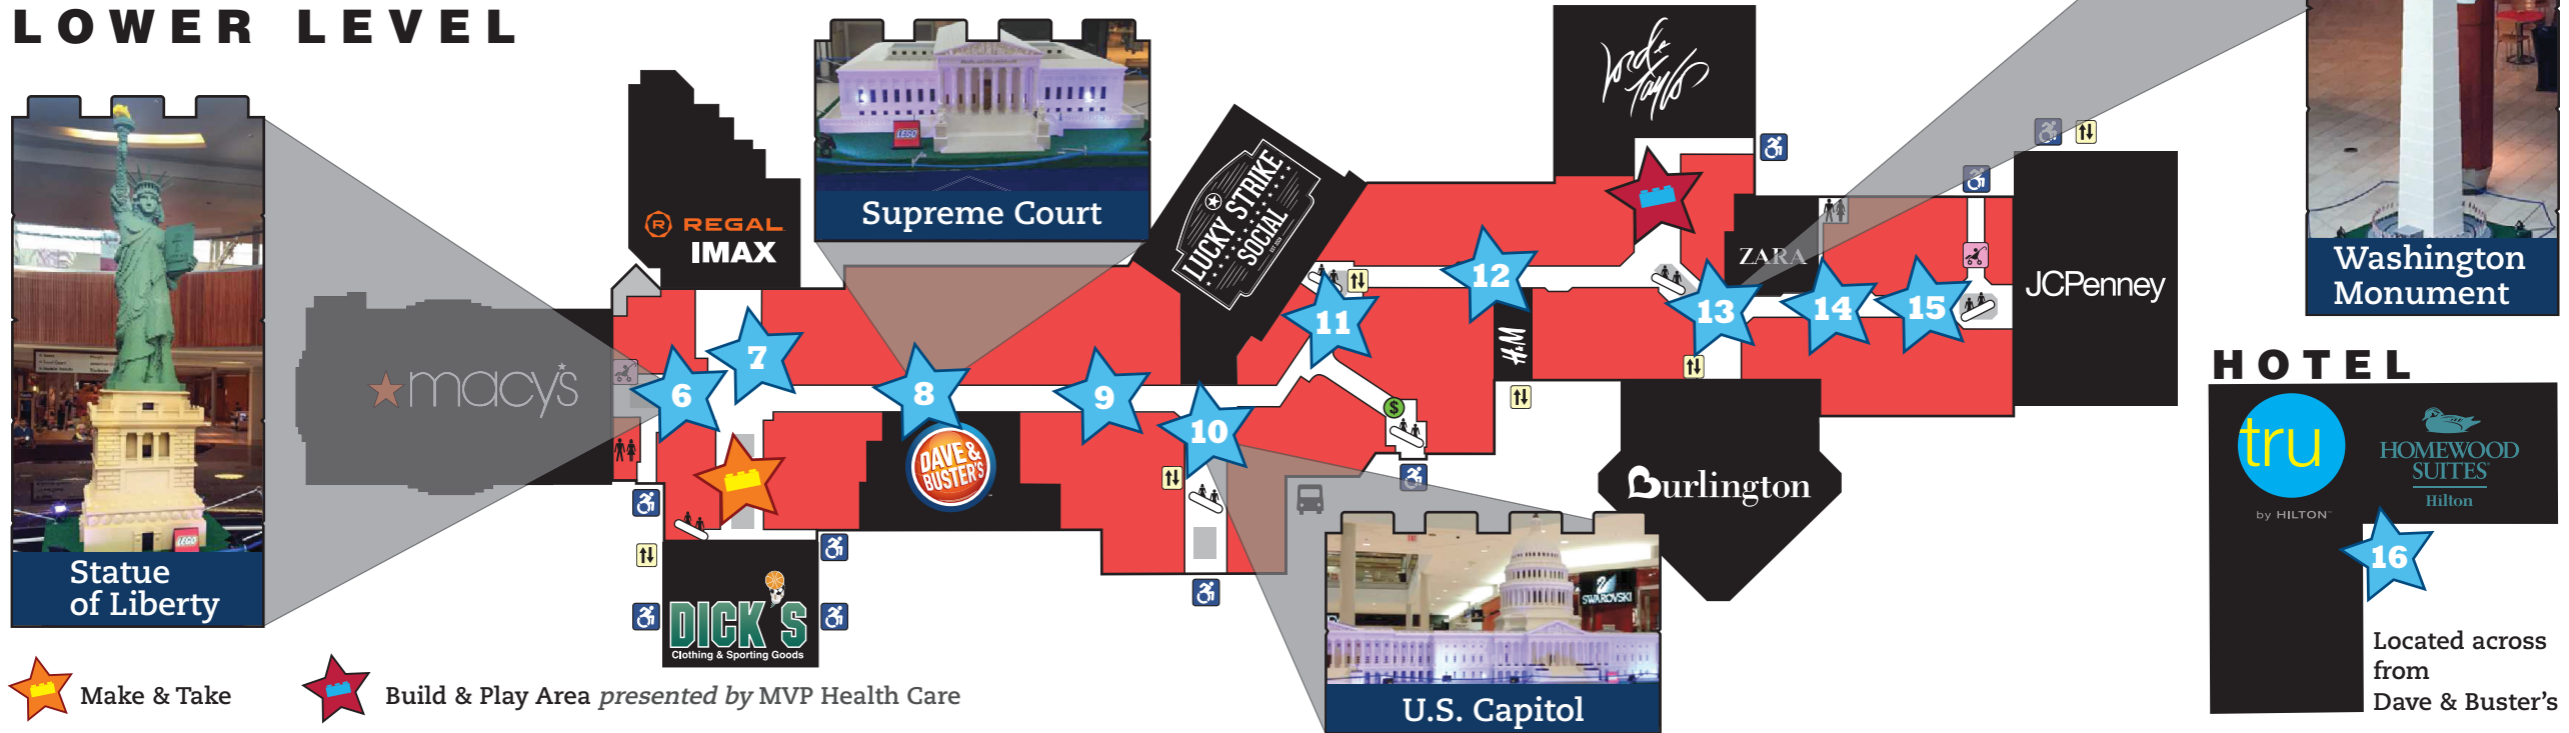 LOWER LEVEL
Supreme Court
LEGO
Statue
of Liberty
LEGO
macy's
R REGAL
IMAX
LUCKY STRIKE
SOCIAL
Lord & Taylor
ZARA
JCPenney
H&M
Burlington
DAVE &
BUSTER'S
DICK'S
Clothing & Sporting Goods
6
7
8
9
10
11
12
13
14
15
$
SWAROVSKI
U.S. Capitol
Washington
Monument
HOTEL
tru
by HILTON™
HOMEWOOD
SUITES®
Hilton
16
Located across
from
Dave & Buster's
Make & Take
Build & Play Area presented by MVP Health Care